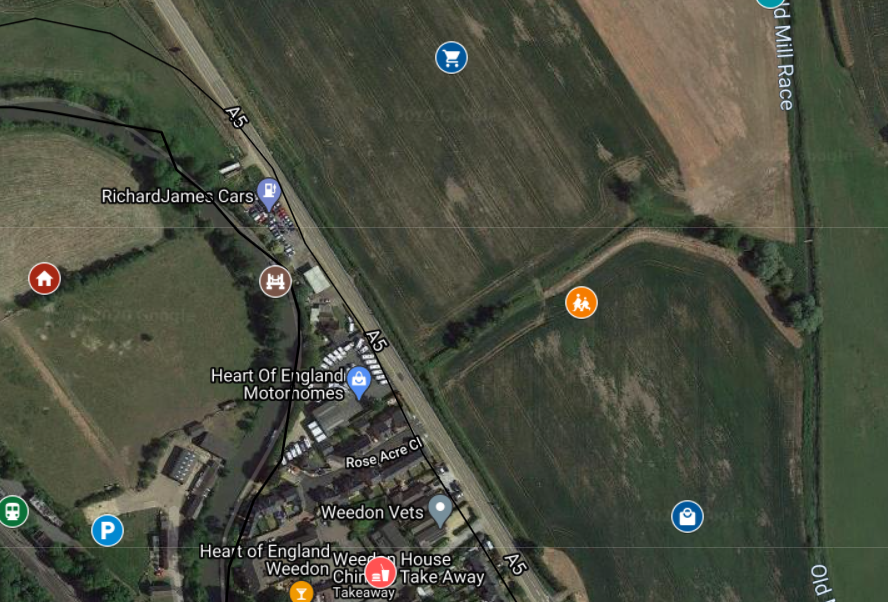 Old Mill Race
A5
RichardJames Cars
A5
Heart Of England
Motorhomes
Rose Acre Cl
Weedon Vets
P
Heart of England
Weedon
Weedon House
Take Away
Takeaway
A5
Old